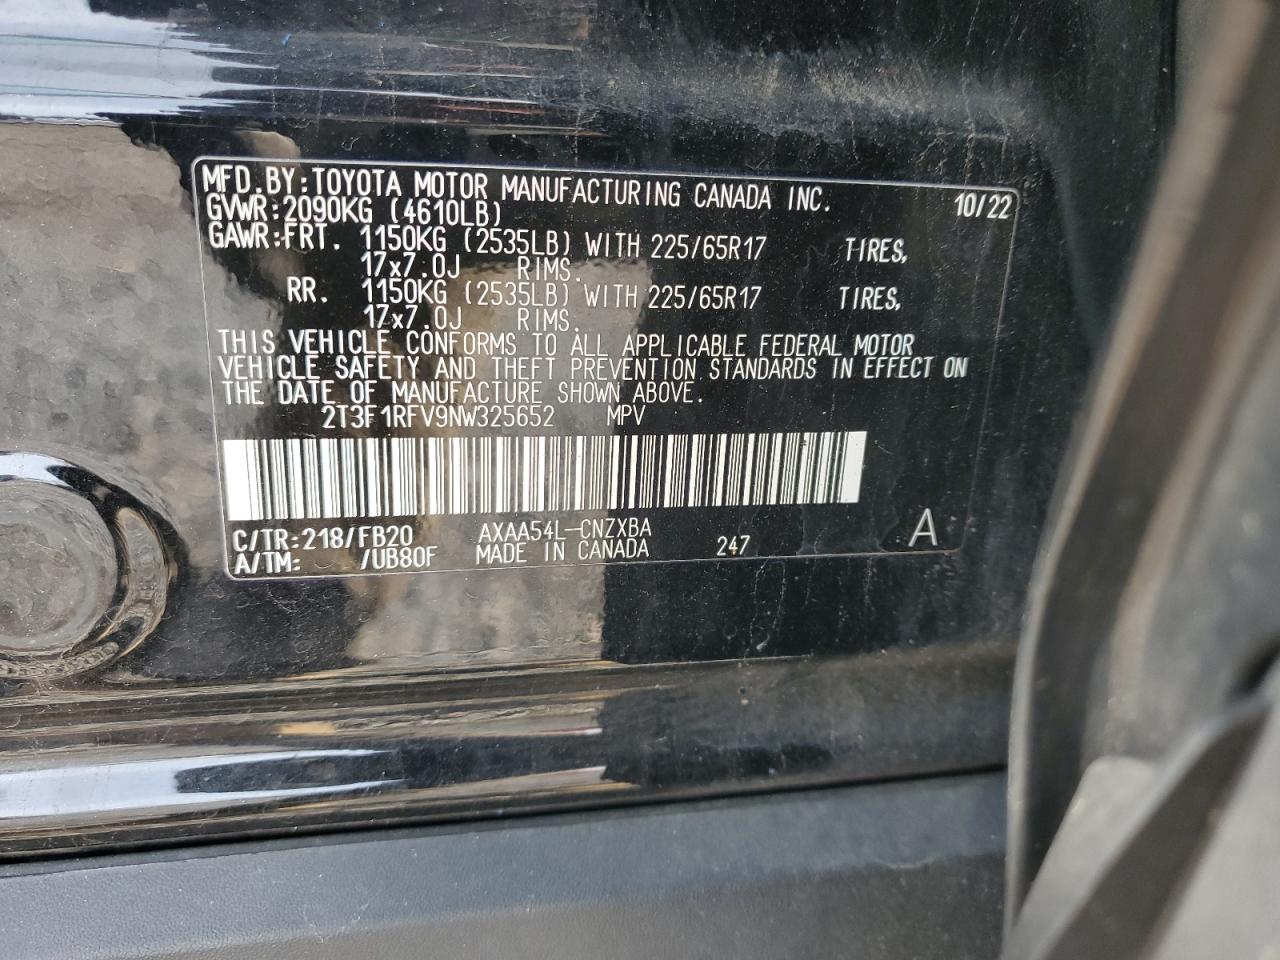 MFD.BY:TOYOTA MOTOR MANUFACTURING CANADA INC. 10/22
GVWR:2090KG (4610LB)
GAWR:FRT. 1150KG (2535LB) WITH 225/65R17 TIRES,
17x7.0J RIMS.
RR. 1150KG (2535LB) WITH 225/65R17 TIRES,
17x7.0J RIMS.
THIS VEHICLE CONFORMS TO ALL APPLICABLE FEDERAL MOTOR
VEHICLE SAFETY AND THEFT PREVENTION STANDARDS IN EFFECT ON
THE DATE OF MANUFACTURE SHOWN ABOVE.
2T3F1RFV9NW325652 MPV
C/TR:218/FB20 AXAA54L-CNZXBA A
A/TM: /UB80F MADE IN CANADA 247